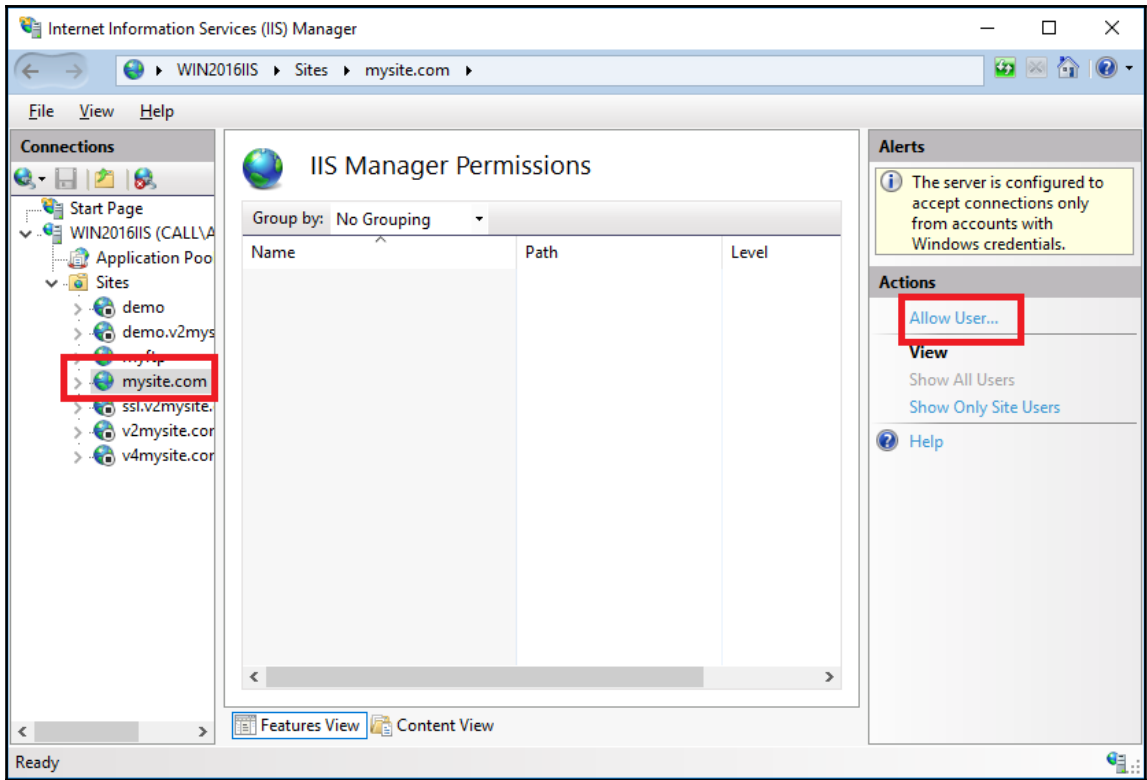 Internet Information Services (IIS) Manager
WIN2016IIS Sites mysite.com
File View Help
Connections
Start Page
WIN2016IIS (CALL\A
Application Poo
Sites
demo
demo.v2mys
myftp
mysite.com
ssl.v2mysite.
v2mysite.cor
v4mysite.cor
IIS Manager Permissions
Group by: No Grouping
Name Path Level
Features View Content View
Alerts
The server is configured to
accept connections only
from accounts with
Windows credentials.
Actions
Allow User...
View
Show All Users
Show Only Site Users
Help
Ready